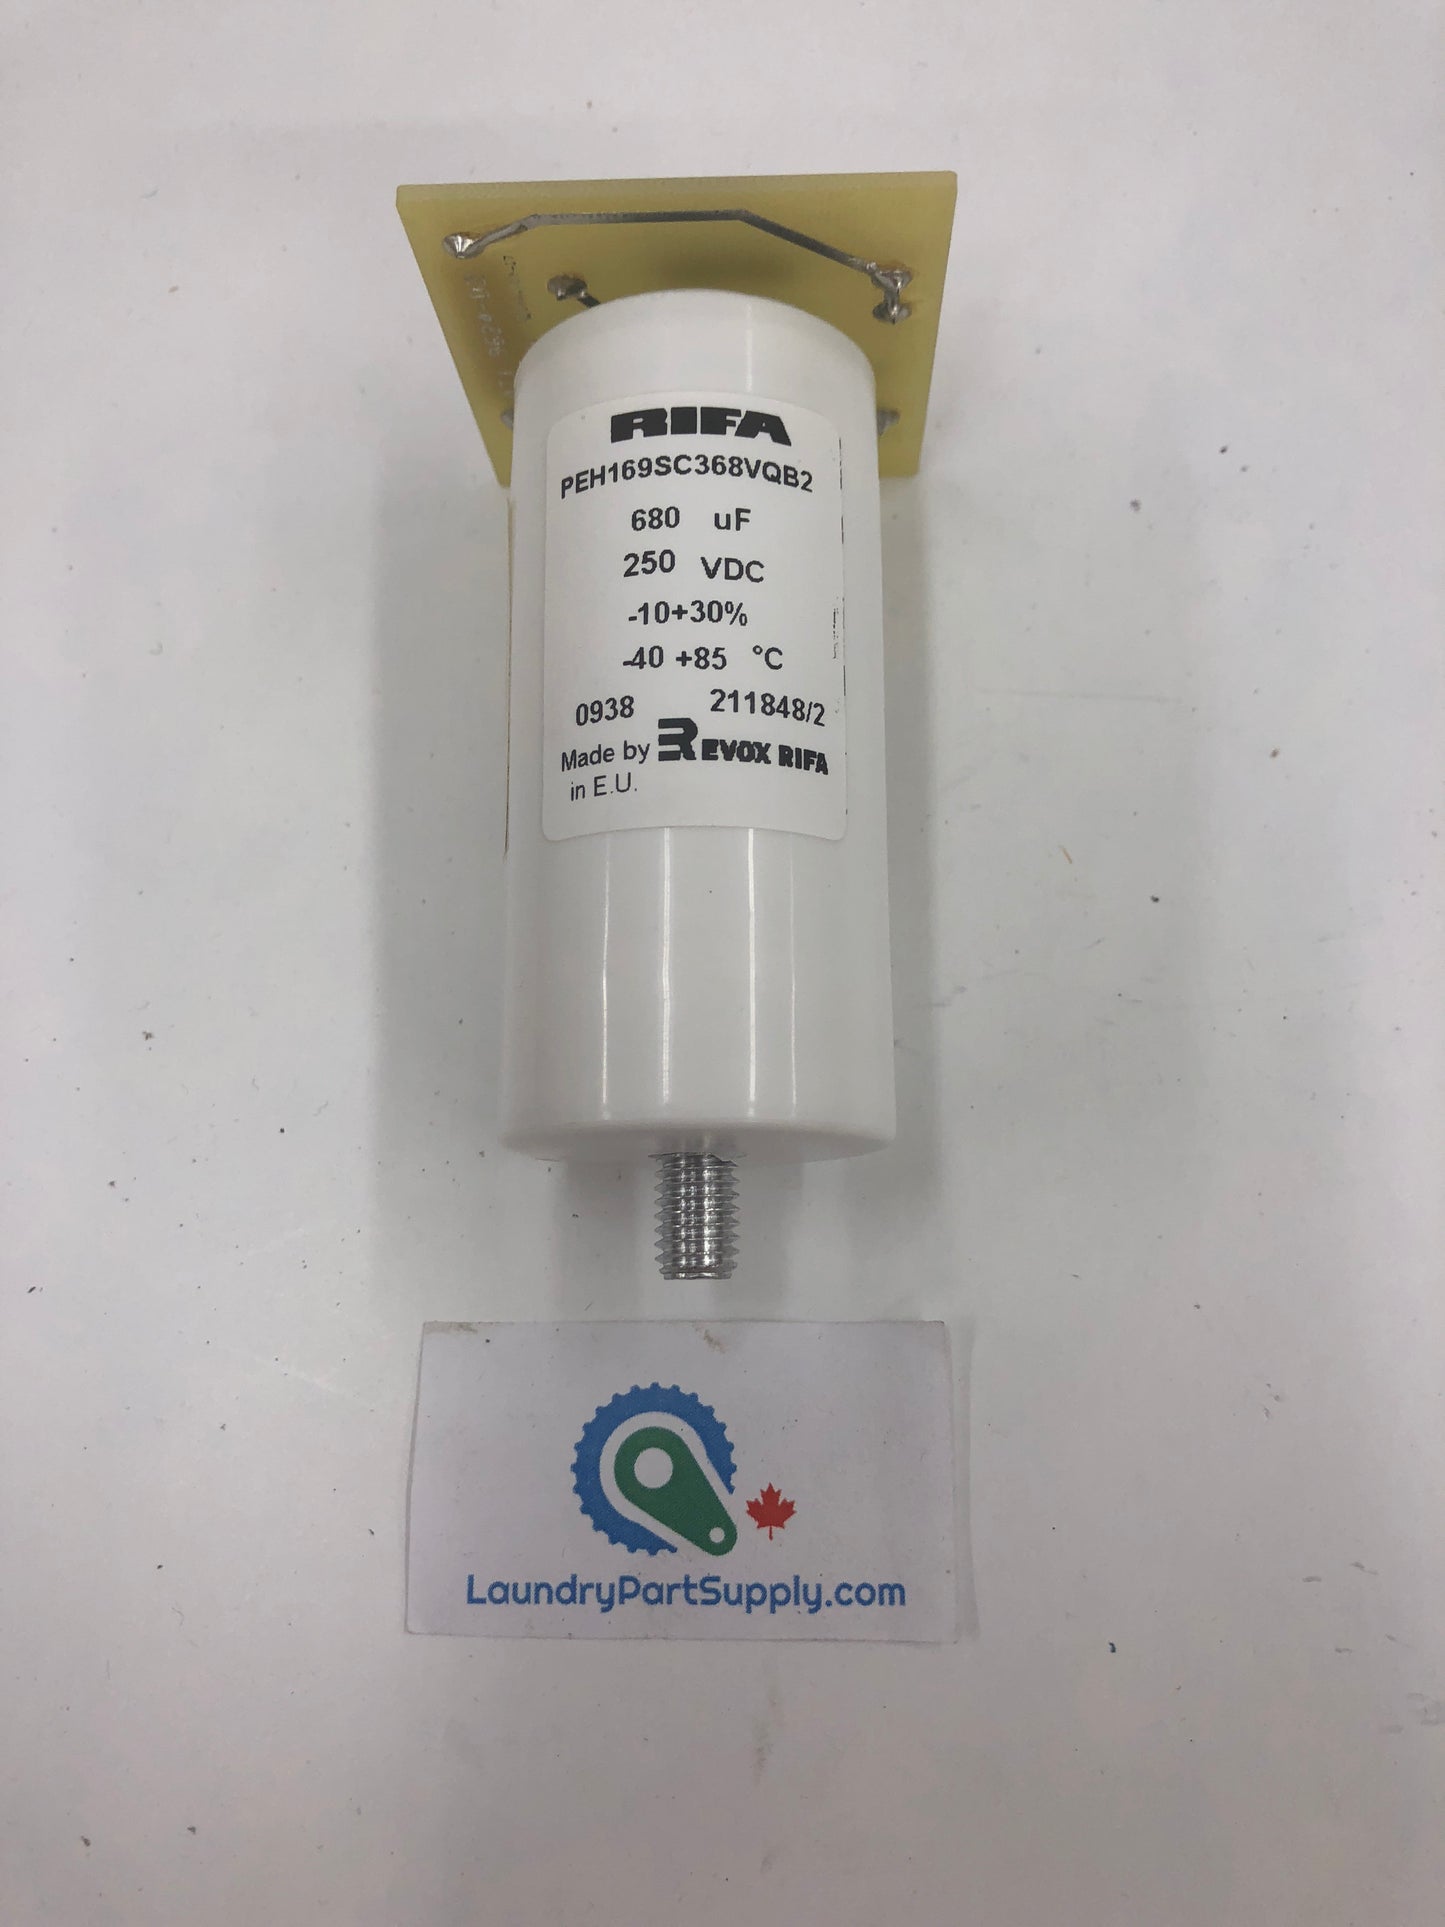 RIFA
PEH169SC368VQB2
680 uF
250 VDC
-10+30%
-40 +85 °C
0938 211848/2
Made by REVOX RIFA
in E.U.
LaundryPartSupply.com